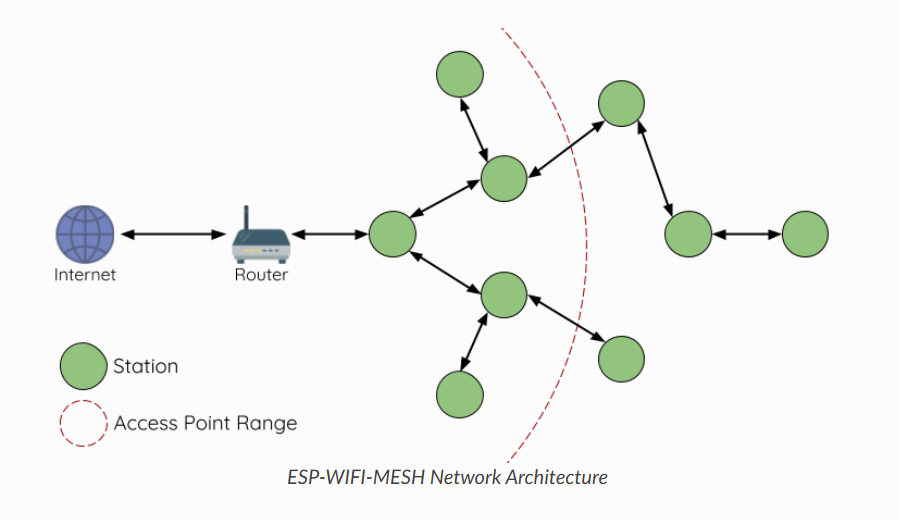 Internet
Router
Station
Access Point Range
ESP-WIFI-MESH Network Architecture